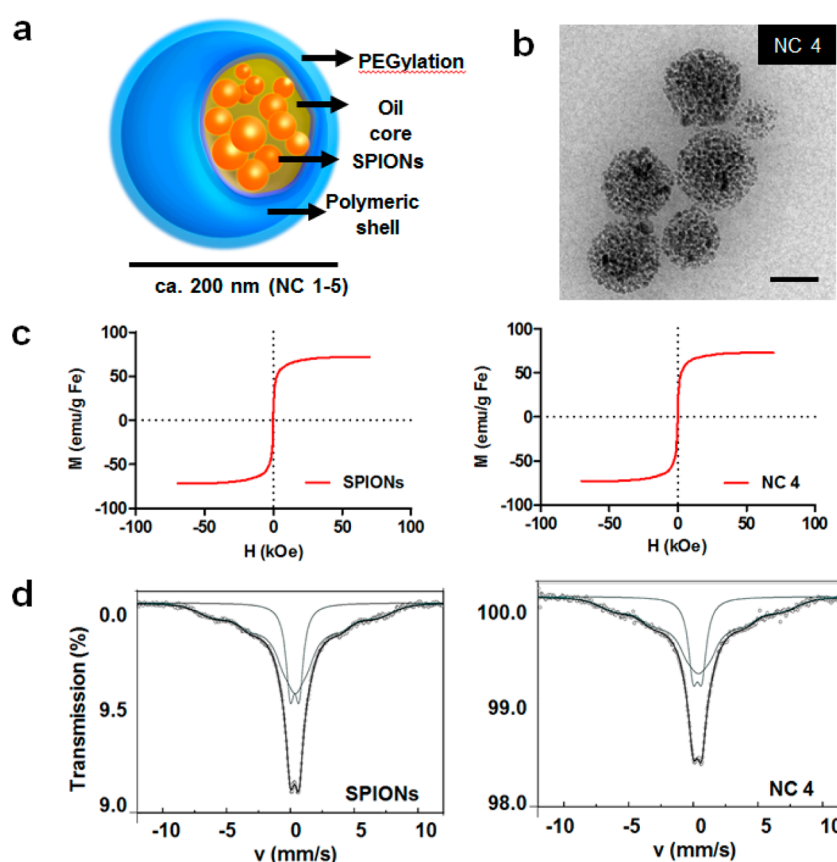 a
PEGylation
Oil
core
SPIONs
Polymeric
shell
ca. 200 nm (NC 1-5)
b
NC 4
c
100
50
0
-50
-100
M (emu/g Fe)
-100
-50
0
50
100
H (kOe)
SPIONs
100
50
0
-50
-100
M (emu/g Fe)
-100
-50
0
50
100
H (kOe)
NC 4
d
0.0
9.5
9.0
Transmission (%)
SPIONs
-10
-5
0
5
10
v (mm/s)
100.0
99.0
98.0
NC 4
-10
-5
0
5
10
v (mm/s)